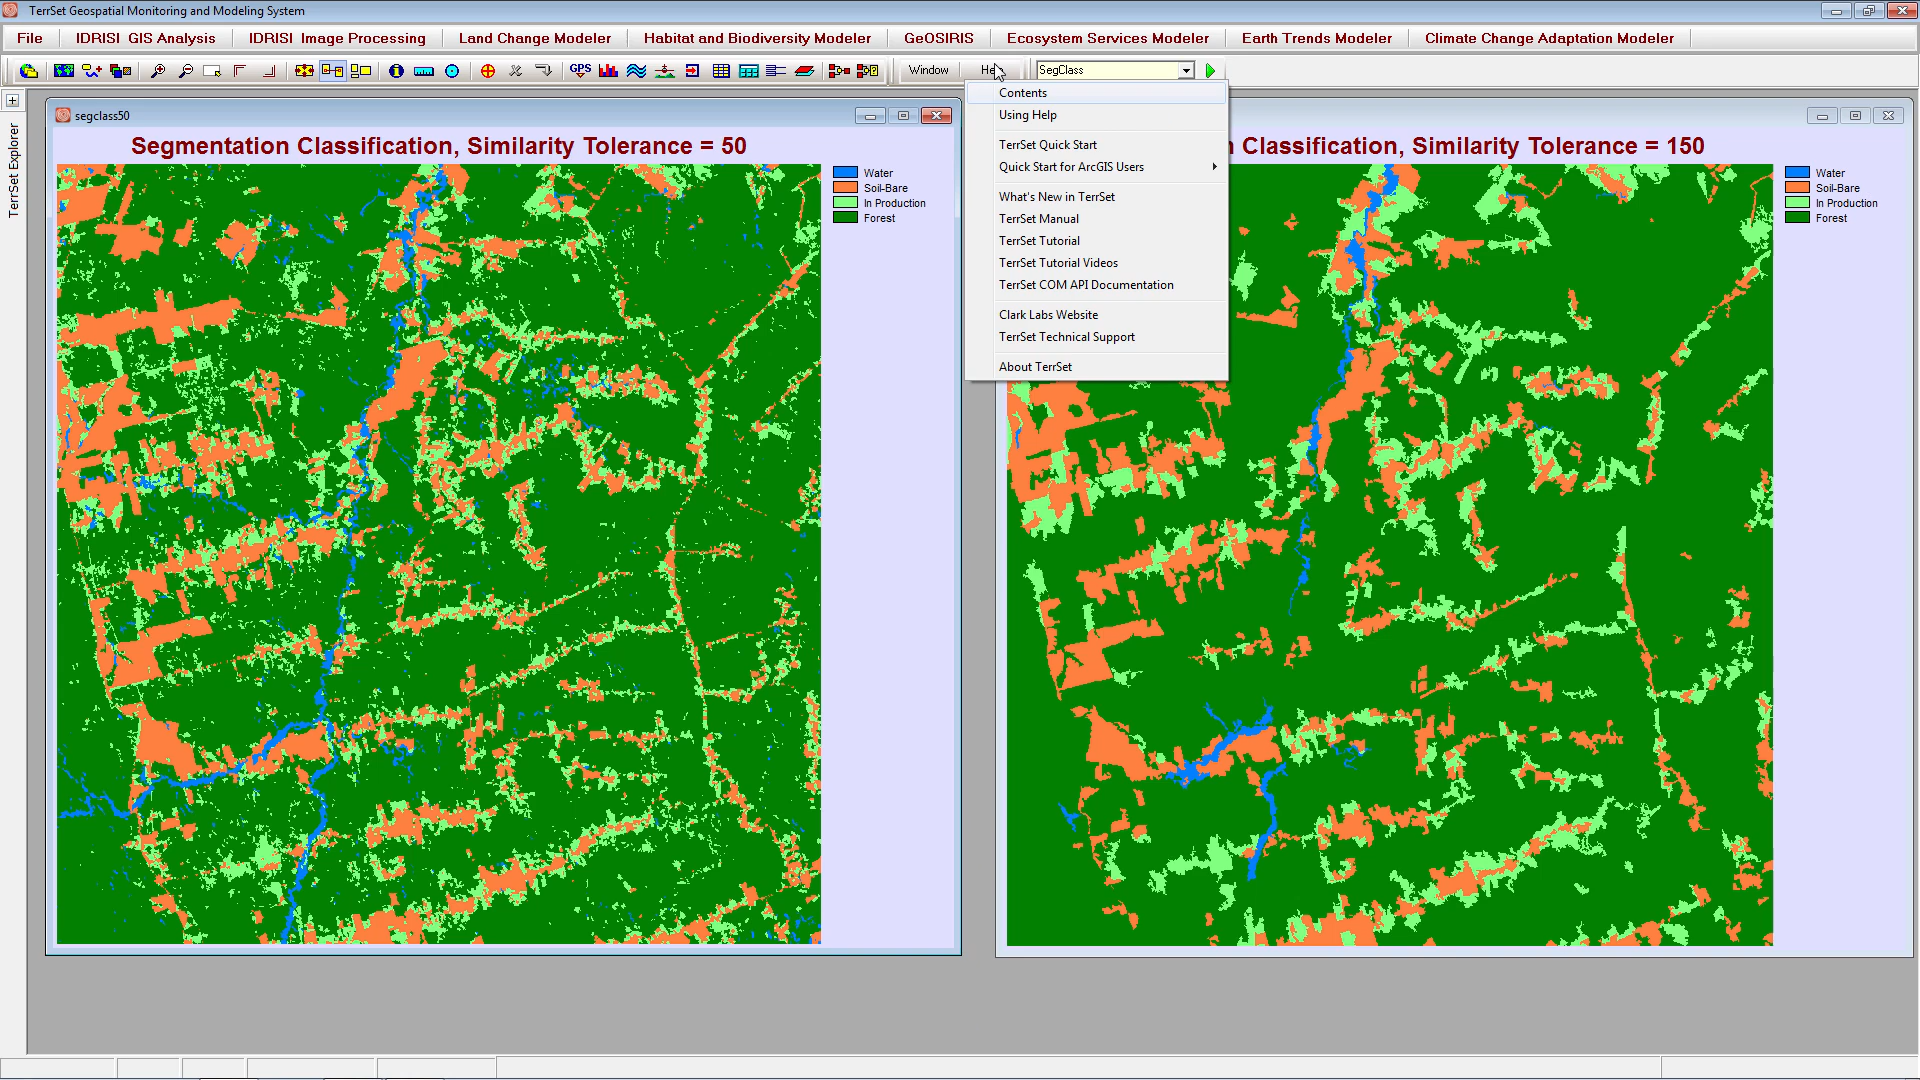 TerrSet Geospatial Monitoring and Modeling System
File IDRISI GIS Analysis IDRISI Image Processing Land Change Modeler Habitat and Biodiversity Modeler GeOSIRIS Ecosystem Services Modeler Earth Trends Modeler Climate Change Adaptation Modeler
GPS Window He SegClass
TerrSet Explorer
segclass50
Segmentation Classification, Similarity Tolerance = 50
Water
Soil-Bare
In Production
Forest
Contents
Using Help
TerrSet Quick Start
Quick Start for ArcGIS Users
What's New in TerrSet
TerrSet Manual
TerrSet Tutorial
TerrSet Tutorial Videos
TerrSet COM API Documentation
Clark Labs Website
TerrSet Technical Support
About TerrSet
n Classification, Similarity Tolerance = 150
Water
Soil-Bare
In Production
Forest